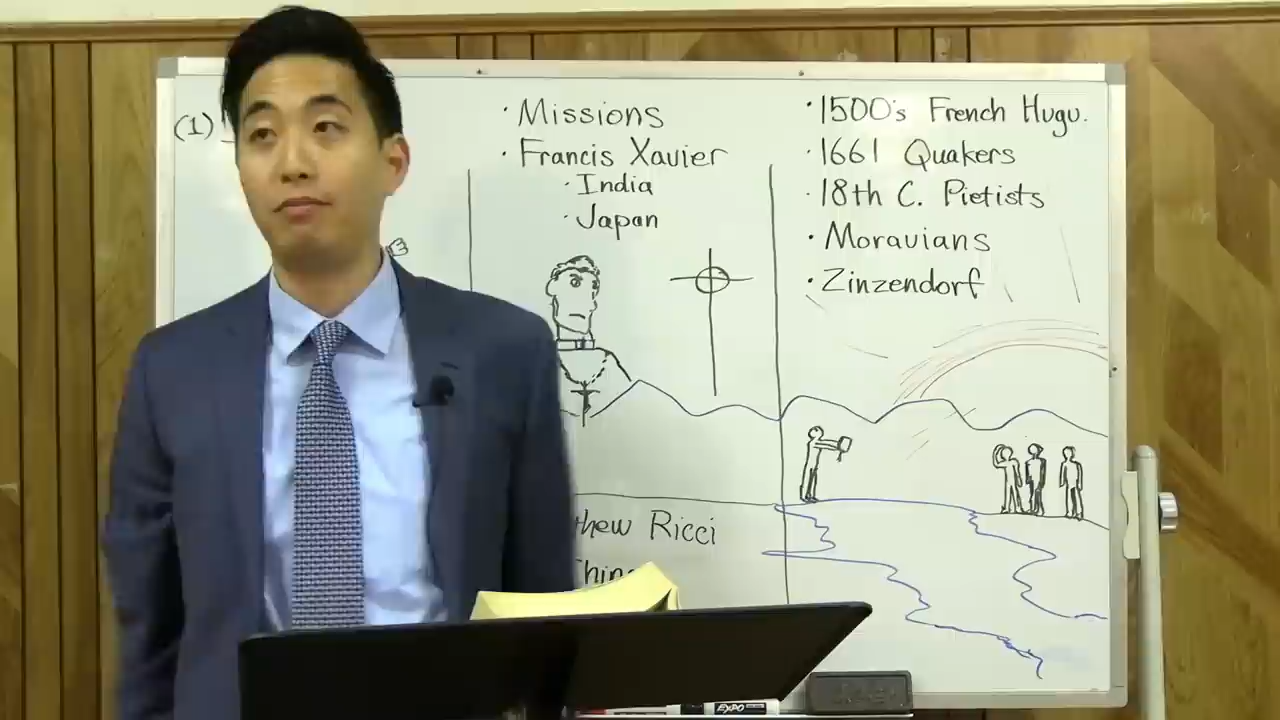 (1)
· Missions
· Francis Xavier
· India
· Japan
thew Ricci
· 1500's French Hugu.
· 1661 Quakers
· 18th C. Pietists
· Moravians
· Zinzendorf
EXPO